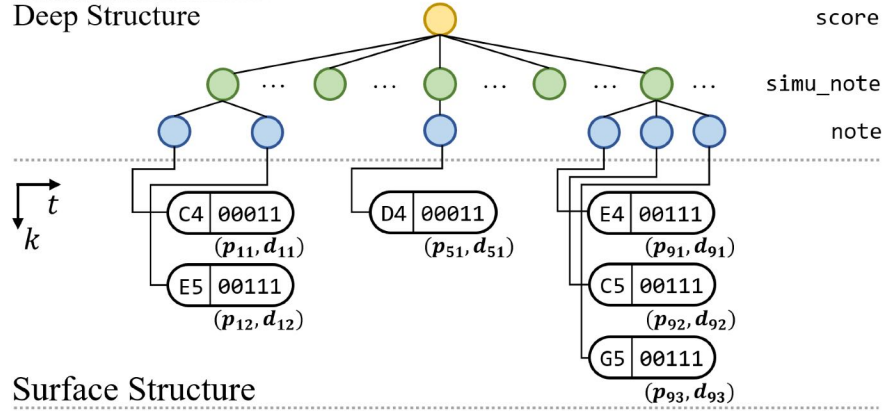 Deep Structure
score
... ... ... ... ...
simu_note
note
t
k
C4 00011
(p11, d11)
E5 00111
(p12, d12)
D4 00011
(p51, d51)
E4 00111
(p91, d91)
C5 00111
(p92, d92)
G5 00111
(p93, d93)
Surface Structure